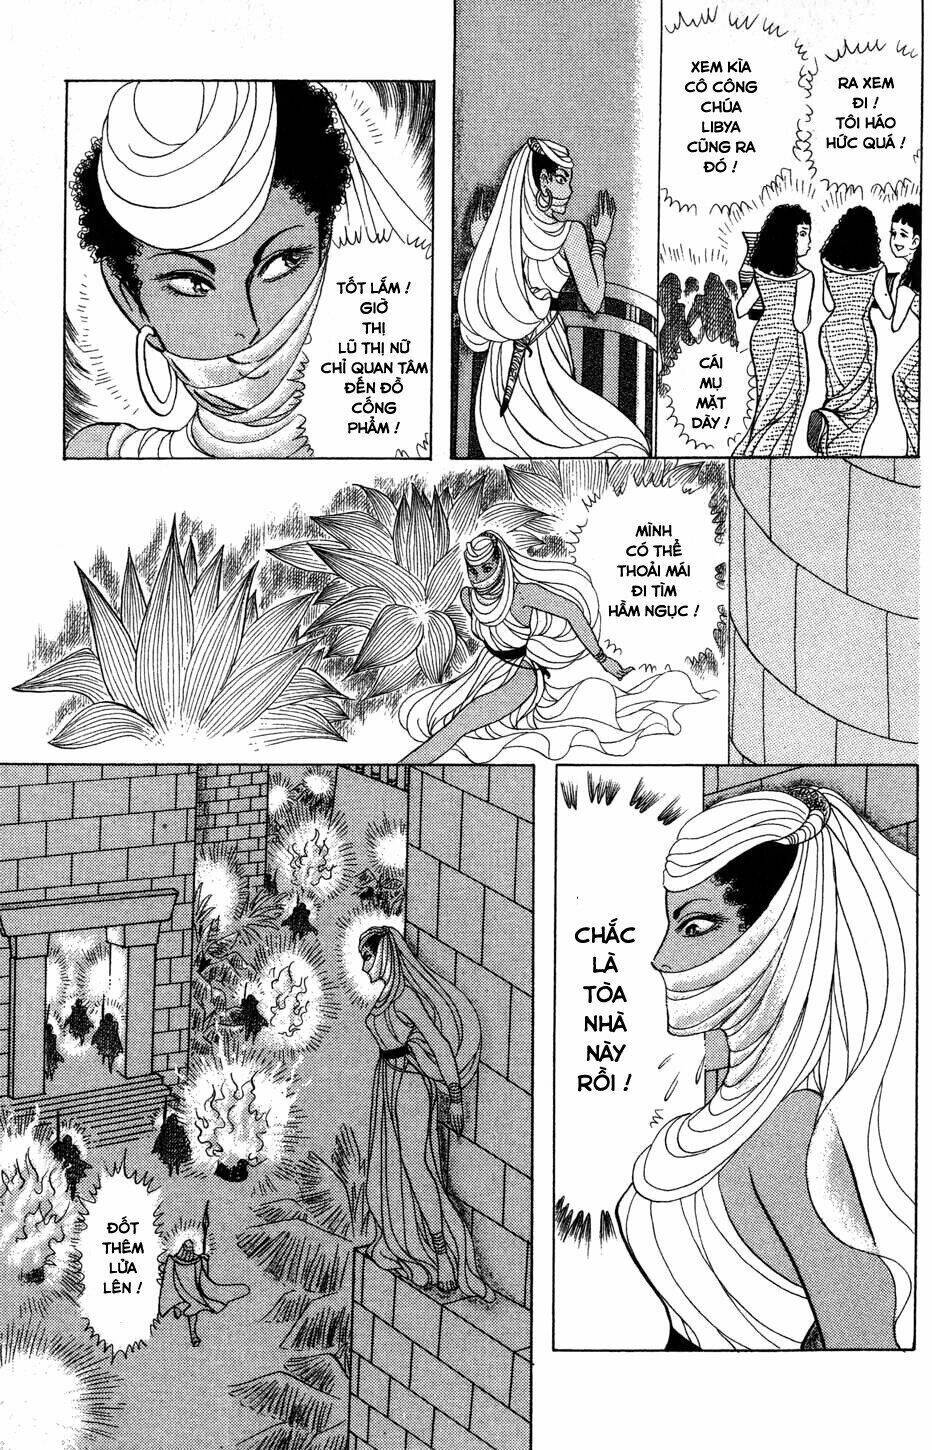 RA XEM
ĐI !
TÔI HÁO
HỨC QUÁ !
XEM KÌA
CÔ CÔNG
CHÚA
LIBYA
CŨNG RA
ĐÓ !
CÁI
MỤ
MẶT
DÀY !
TỐT LẮM !
GIỜ
THỊ
LŨ THỊ NỮ
CHỈ QUAN TÂM
ĐẾN ĐỒ
CỐNG
PHẨM !
MÌNH
CÓ THỂ
THOẢI MÁI
ĐI TÌM
HẦM NGỤC !
CHẮC
LÀ
TÒA
NHÀ
NÀY
RỒI !
ĐỐT
THÊM
LỬA
LÊN !